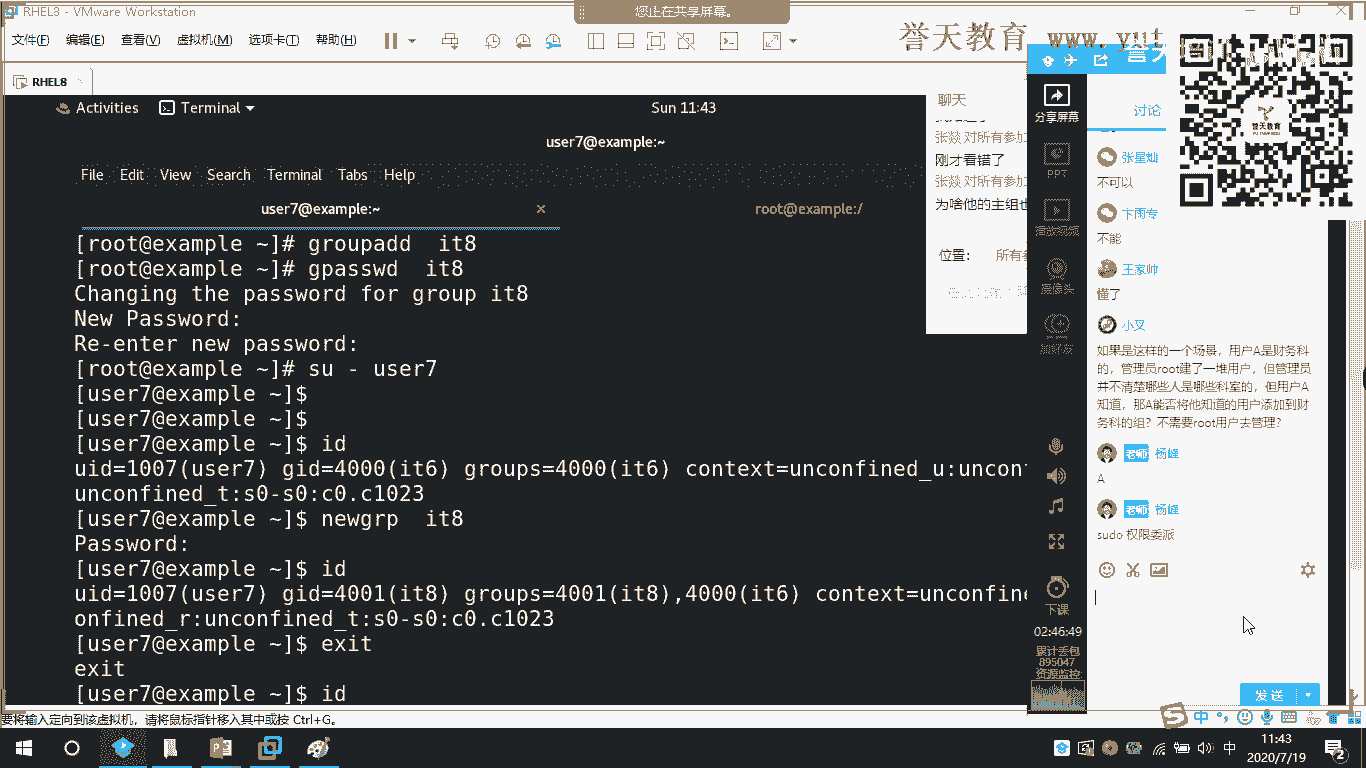 RHEL3 - VMware Workstation
您正在共享屏幕。
文件(F) 编辑(E) 查看(V) 虚拟机(M) 选项卡(T) 帮助(H)
誉天教育 www.yut
RHEL8
Activities Terminal Sun 11:43
user7@example:~
File Edit View Search Terminal Tabs Help
user7@example:~ × root@example:/
[root@example ~]# groupadd  it8
[root@example ~]# gpasswd  it8
Changing the password for group it8
New Password:
Re-enter new password:
[root@example ~]# su - user7
[user7@example ~]$
[user7@example ~]$
[user7@example ~]$ id
uid=1007(user7) gid=4000(it6) groups=4000(it6) context=unconfined_u:uncon
unconfined_t:s0-s0:c0.c1023
[user7@example ~]$ newgrp  it8
Password:
[user7@example ~]$ id
uid=1007(user7) gid=4001(it8) groups=4001(it8),4000(it6) context=unconfine
onfined_r:unconfined_t:s0-s0:c0.c1023
[user7@example ~]$ exit
exit
[user7@example ~]$ id
聊天
张燚 对所有参加
刚才看错了
张燚 对所有参加
为啥他的主组也
位置: 所有参
分享屏幕
PPT
播放视频
摄像头
加好友
下课
02:46:49
累计丢包
895047
资源监控:
讨论
张星灿
不可以
卞雨专
不能
王家帅
懂了
小叉
如果是这样的一个场景，用户A是财务科
的，管理员root建了一堆用户，但管理员
并不清楚哪些人是哪些科室的，但用户A
知道，那A能否将他知道的用户添加到财
务科的组？不需要root用户去管理？
老师 杨峰
A
老师 杨峰
sudo 权限委派
发送
誉天教育
要将输入定向到该虚拟机，请将鼠标指针移入其中或按 Ctrl+G。
中
中
11:43
2020/7/19
2